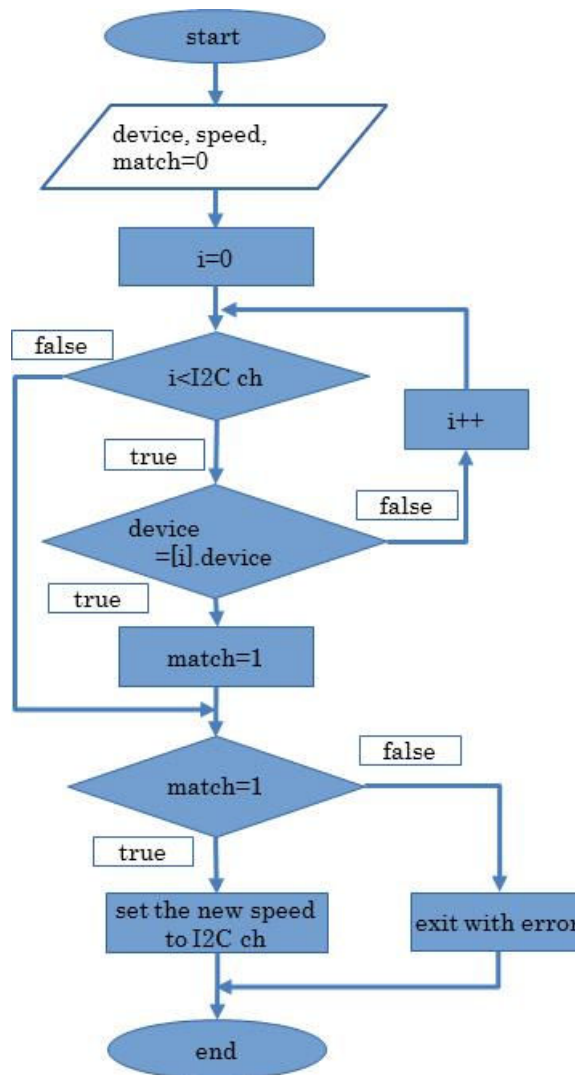 start
device, speed,
match=0
i=0
false
i<I2C ch
true
i++
false
device
=[i].device
true
match=1
false
match=1
true
set the new speed
to I2C ch
exit with error
end